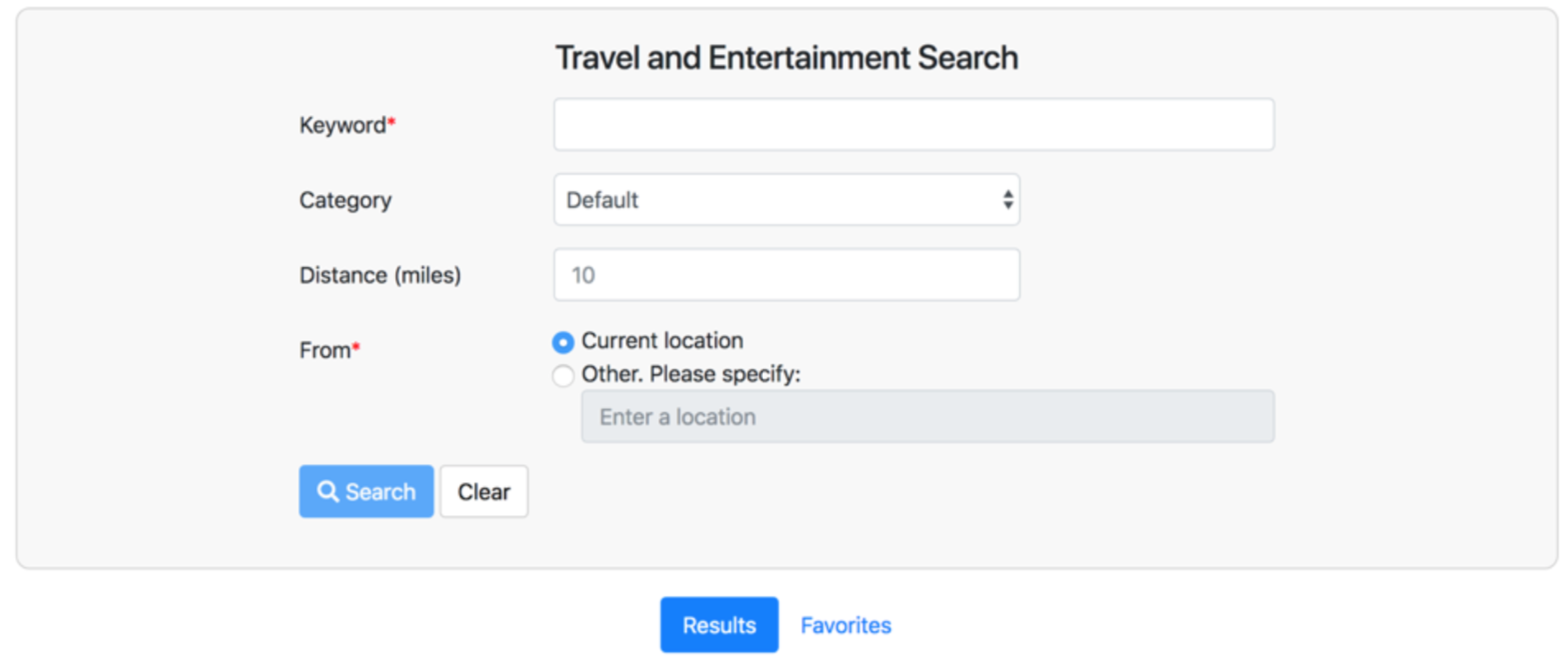 Travel and Entertainment Search
Keyword*
Category Default
Distance (miles) 10
From* Current location
Other. Please specify:
Enter a location
Search Clear
Results Favorites